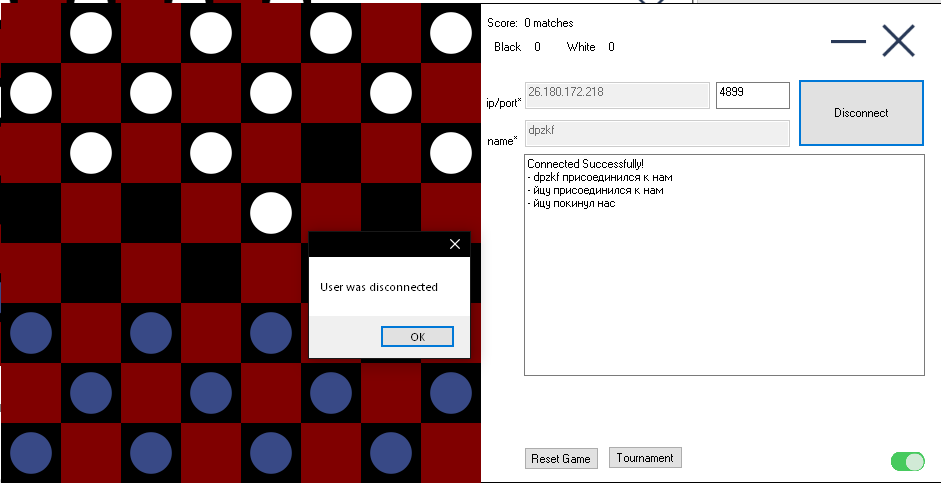 Score: 0 matches
Black 0 White 0
ip/port* 26.180.172.218 4899
Disconnect
name* dpzkf
Connected Successfully!
- dpzkf присоединился к нам
- йцу присоединился к нам
- йцу покинул нас
User was disconnected
OK
Reset Game Tournament